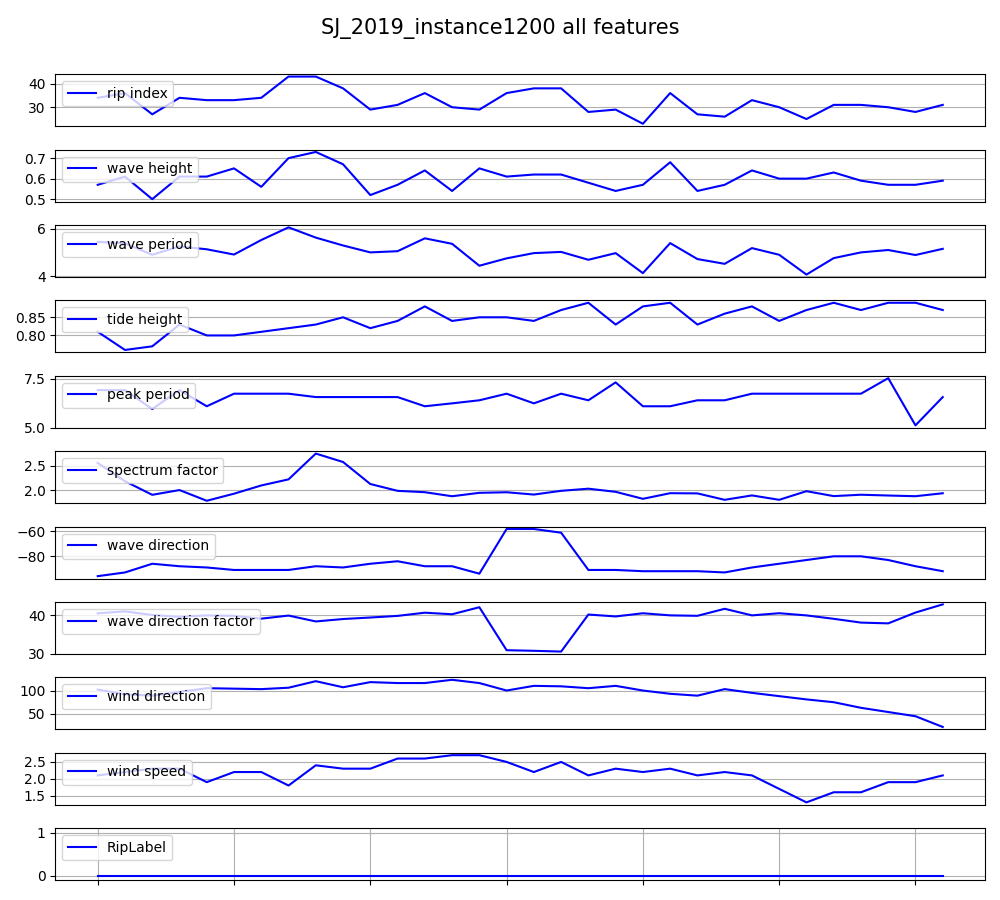 SJ_2019_instance1200 all features
40
30
rip index
0.7
0.6
0.5
wave height
6
4
wave period
0.85
0.80
tide height
7.5
5.0
peak period
2.5
2.0
spectrum factor
−60
−80
wave direction
40
30
wave direction factor
100
50
wind direction
2.5
2.0
1.5
wind speed
1
0
RipLabel